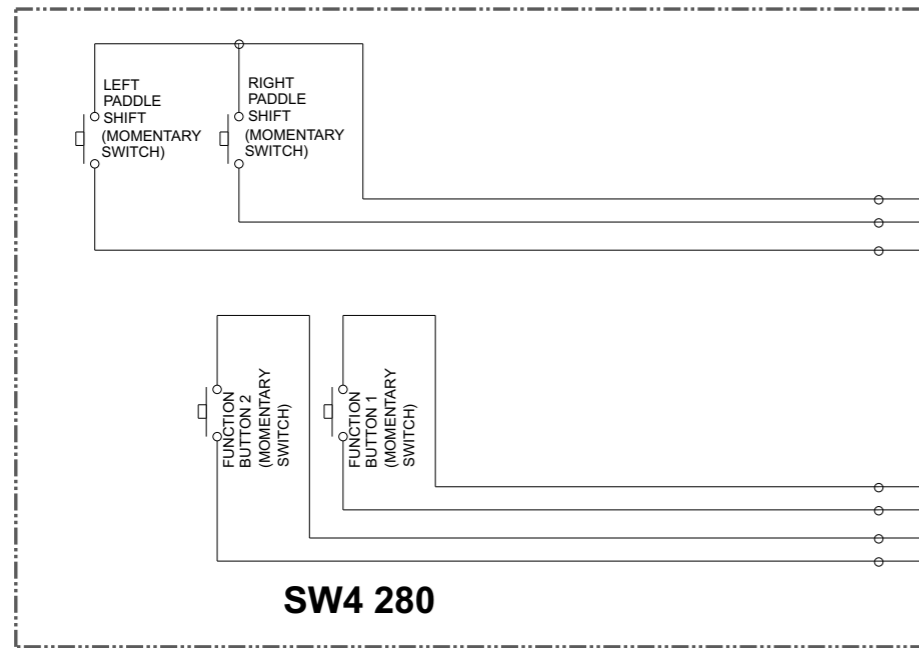 LEFT
PADDLE
SHIFT
(MOMENTARY
SWITCH)
RIGHT
PADDLE
SHIFT
(MOMENTARY
SWITCH)
FUNCTION
BUTTON 2
(MOMENTARY
SWITCH)
FUNCTION
BUTTON 1
(MOMENTARY
SWITCH)
SW4 280